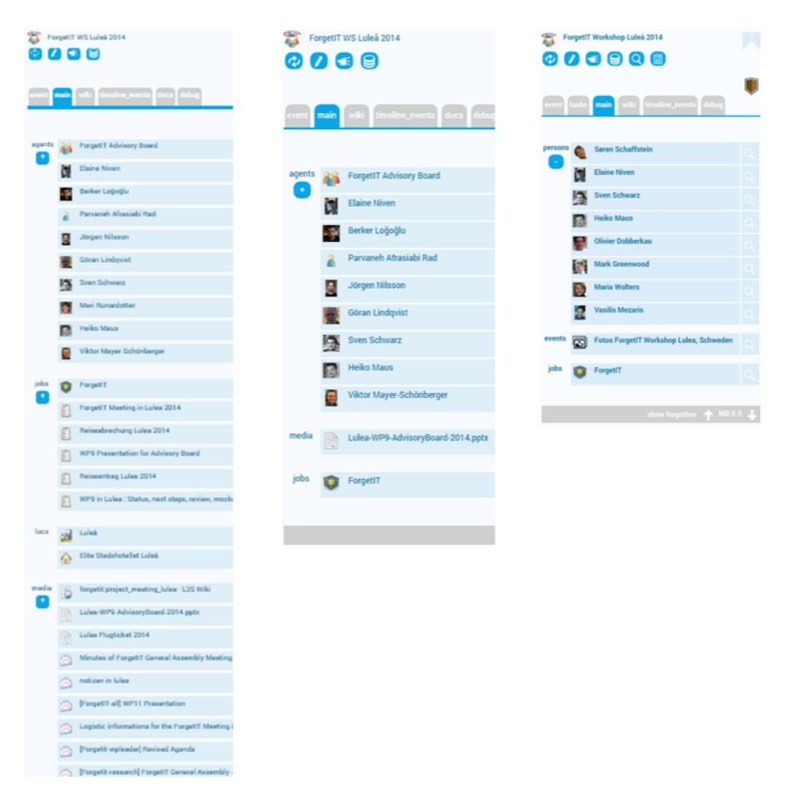 ForgetIT WS Luleå 2014
event main wiki timeline_events docs debug
agents
ForgetIT Advisory Board
Elaine Niven
Berker Loğoğlu
Parvaneh Afrasiabi Rad
Jörgen Nilsson
Göran Lindqvist
Sven Schwarz
Mari Runardotter
Heiko Maus
Viktor Mayer-Schönberger
jobs
ForgetIT
ForgetIT Meeting in Lulea 2014
Reiseabrechung Lulea 2014
WP9 Presentation for Advisory Board
Reiseantrag Lulea 2014
WP9 in Lulea : Status, next steps, review, mock
locs
Luleå
Elite Stadshotellet Luleå
media
forgetit:project_meeting_lulea - L3S Wiki
Lulea-WP9-AdvisoryBoard-2014.pptx
Lulea Flugticket 2014
Minutes of ForgetIT General Assembly Meeting
notizen in lulea
[ForgetIT-all] WP11 Presentation
Logistic informations for the ForgetIT Meeting i
[ForgetIt-wpleader] Revised Agenda
[ForgetIt-research] ForgetIT General Assembly -
ForgetIT WS Luleå 2014
event main wiki timeline_events docs debug
agents
+
ForgetIT Advisory Board
Elaine Niven
Berker Loğoğlu
Parvaneh Afrasiabi Rad
Jörgen Nilsson
Göran Lindqvist
Sven Schwarz
Heiko Maus
Viktor Mayer-Schönberger
media
Lulea-WP9-AdvisoryBoard-2014.pptx
jobs
ForgetIT
ForgetIT Workshop Luleå 2014
event tasks main wiki timeline_events debug
persons
-
Søren Schaffstein
Elaine Niven
Sven Schwarz
Heiko Maus
Olivier Dobberkau
Mark Greenwood
Maria Wolters
Vasilis Mezaris
events
Fotos ForgetIT Workshop Lulea, Schweden
jobs
ForgetIT
show forgotten MB 0.5